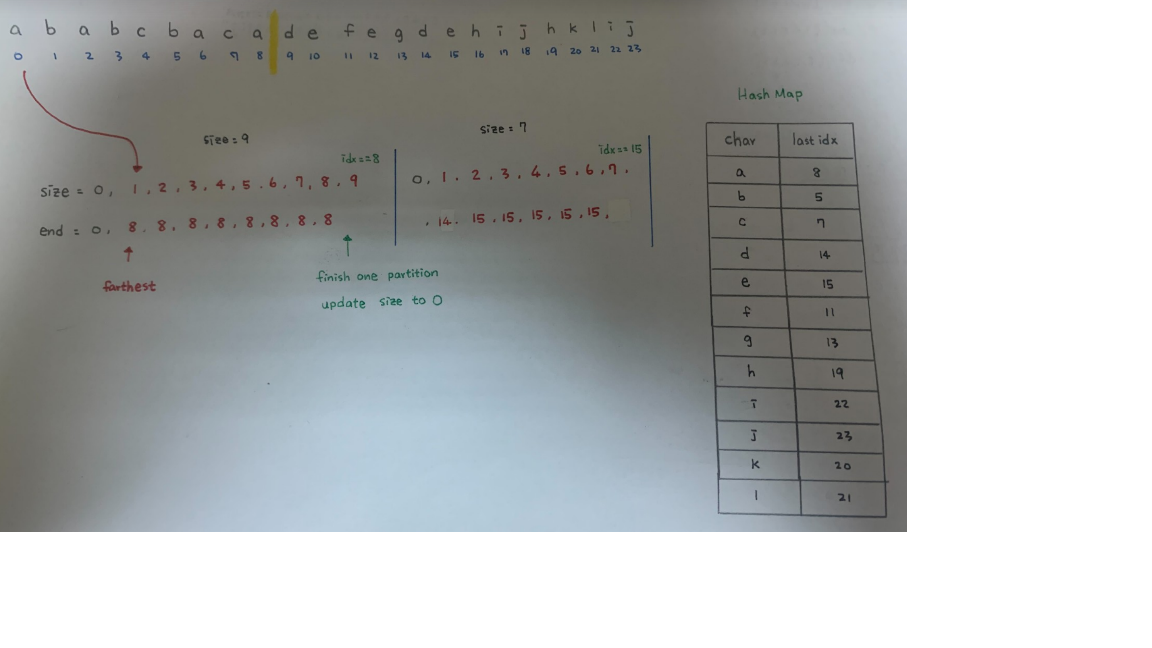 a b a b c b a c a d e f e g d e h i j h k l i j
0 1 2 3 4 5 6 7 8 9 10 11 12 13 14 15 16 17 18 19 20 21 22 23
Hash Map
size = 9
size = 7
idx == 8
idx == 15
size = 0, 1, 2, 3, 4, 5, 6, 7, 8, 9
0, 1, 2, 3, 4, 5, 6, 7,
end = 0, 8, 8, 8, 8, 8, 8, 8, 8
, 14, 15, 15, 15, 15, 15,
farthest
finish one partition
update size to 0
char last idx
a 8
b 5
c 7
d 14
e 15
f 11
g 13
h 19
i 22
j 23
k 20
l 21